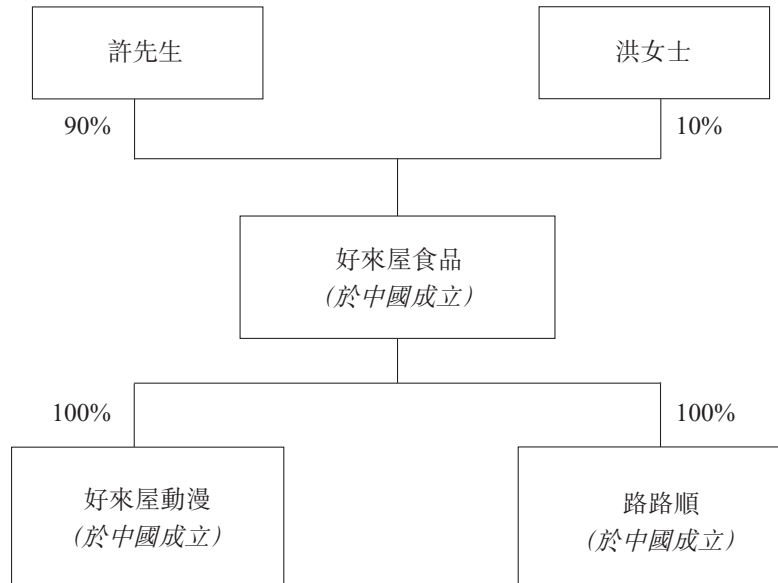 許先生
洪女士
90%
10%
好來屋食品
(於中國成立)
100%
100%
好來屋動漫
(於中國成立)
路路順
(於中國成立)